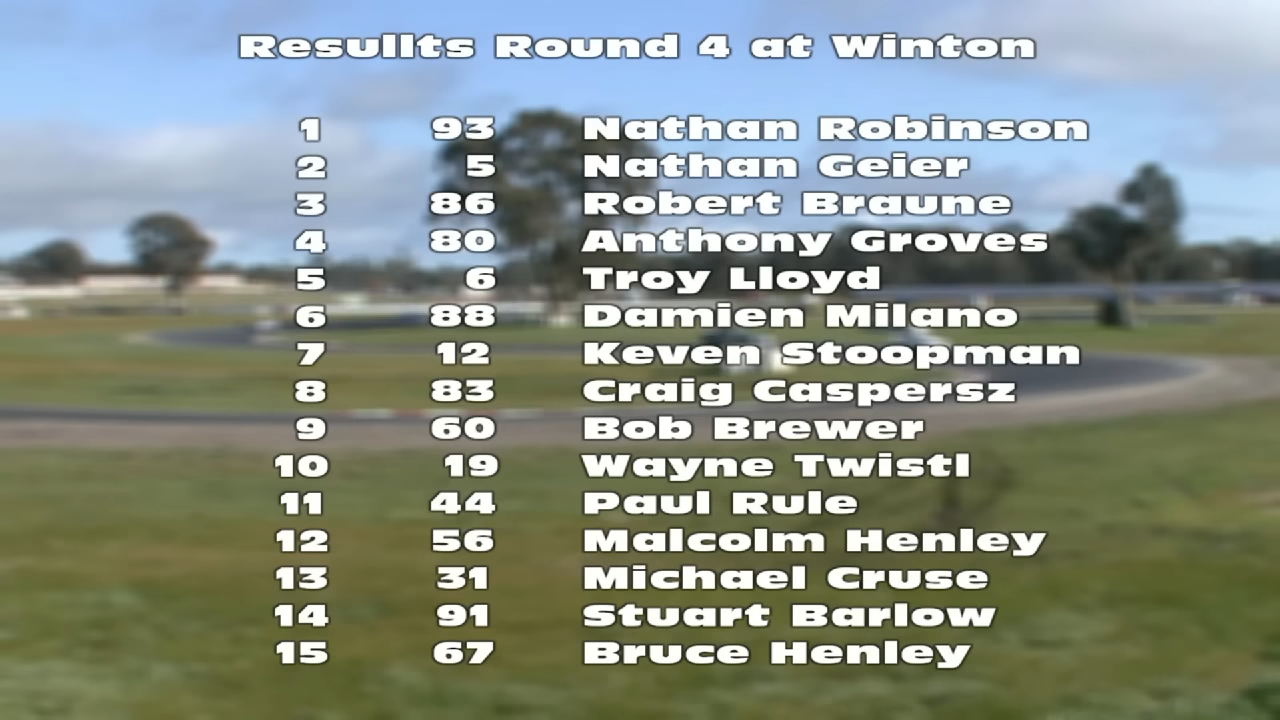 Resullts Round 4 at Winton
1 93 Nathan Robinson
2 5 Nathan Geier
3 86 Robert Braune
4 80 Anthony Groves
5 6 Troy Lloyd
6 88 Damien Milano
7 12 Keven Stoopman
8 83 Craig Caspersz
9 60 Bob Brewer
10 19 Wayne Twistl
11 44 Paul Rule
12 56 Malcolm Henley
13 31 Michael Cruse
14 91 Stuart Barlow
15 67 Bruce Henley